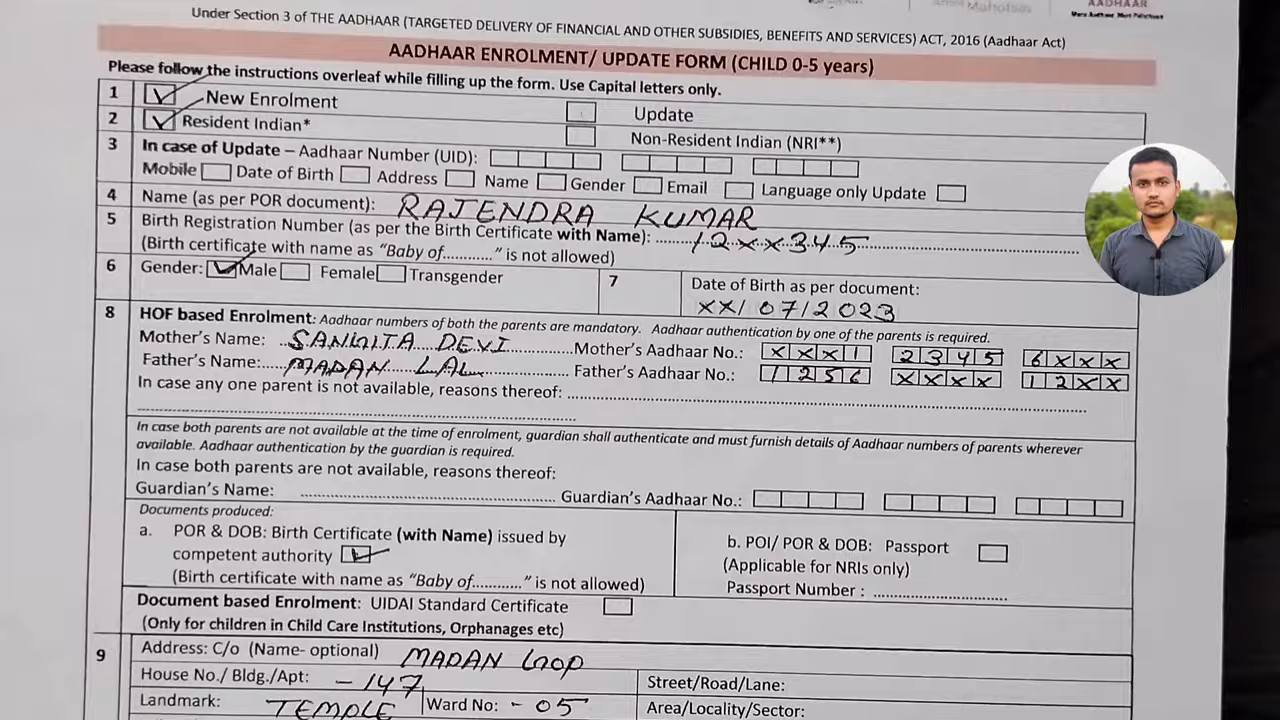 Under Section 3 of THE AADHAAR (TARGETED DELIVERY OF FINANCIAL AND OTHER SUBSIDIES, BENEFITS AND SERVICES) ACT, 2016 (Aadhaar Act)
AADHAAR
AADHAAR ENROLMENT/ UPDATE FORM (CHILD 0-5 years)
Please follow the instructions overleaf while filling up the form. Use Capital letters only.
1 New Enrolment Update
2 Resident Indian* Non-Resident Indian (NRI**)
3 In case of Update – Aadhaar Number (UID):
Mobile Date of Birth Address Name Gender Email Language only Update
4 Name (as per POR document): RAJENDRA KUMAR
5 Birth Registration Number (as per the Birth Certificate with Name): ........12XX345........
(Birth certificate with name as “Baby of............” is not allowed)
6 Gender: Male Female Transgender 7 Date of Birth as per document:
XX/07/2023
8 HOF based Enrolment: Aadhaar numbers of both the parents are mandatory. Aadhaar authentication by one of the parents is required.
Mother’s Name: SANGITA DEVI Mother’s Aadhaar No.: XXX1 2345 6XXX
Father’s Name: MADAN LAL Father’s Aadhaar No.: 1256 XXXX 12XX
In case any one parent is not available, reasons thereof:
In case both parents are not available at the time of enrolment, guardian shall authenticate and must furnish details of Aadhaar numbers of parents wherever
available. Aadhaar authentication by the guardian is required.
In case both parents are not available, reasons thereof:
Guardian’s Name: Guardian’s Aadhaar No.:
Documents produced:
a. POR & DOB: Birth Certificate (with Name) issued by
competent authority
(Birth certificate with name as “Baby of............” is not allowed)
b. POI/ POR & DOB: Passport
(Applicable for NRIs only)
Passport Number :
Document based Enrolment: UIDAI Standard Certificate
(Only for children in Child Care Institutions, Orphanages etc)
9 Address: C/o (Name- optional) MADAN
House No./ Bldg./Apt: - 147 Street/Road/Lane:
Landmark: TEMPLE Ward No: - 05 Area/Locality/Sector: